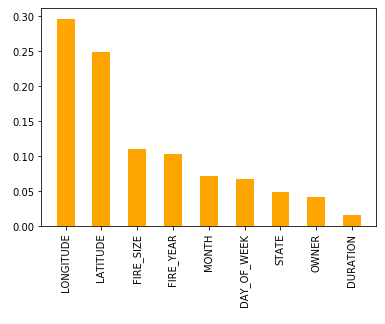 0.30
0.25
0.20
0.15
0.10
0.05
0.00
LONGITUDE
LATITUDE
FIRE_SIZE
FIRE_YEAR
MONTH
DAY_OF_WEEK
STATE
OWNER
DURATION